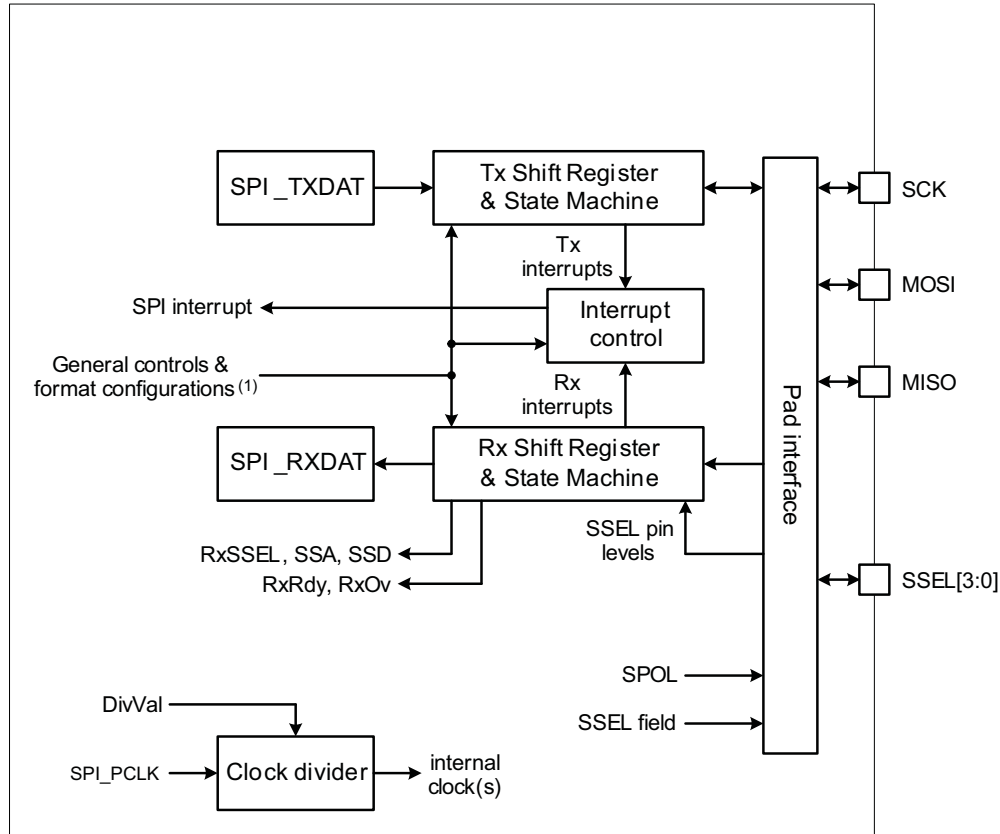 SPI _TXDAT
Tx Shift Register
& State Machine
SCK
Tx
interrupts
MOSI
SPI interrupt
Interrupt
control
General controls &
format configurations (1)
Rx
interrupts
MISO
Pad interface
SPI _RXDAT
Rx Shift Register
& State Machine
SSEL pin
levels
RxSSEL, SSA, SSD
RxRdy, RxOv
SSEL[3:0]
SPOL
SSEL field
DivVal
SPI_PCLK
Clock divider
internal
clock(s)